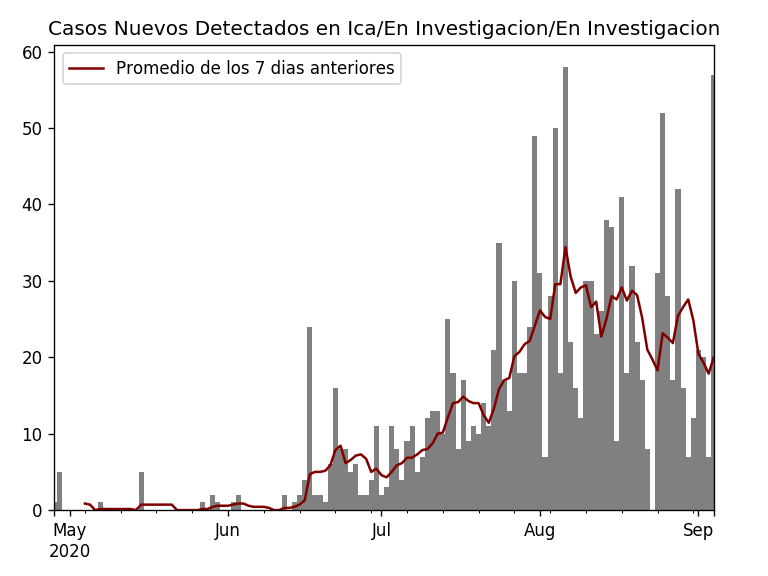 Casos Nuevos Detectados en Ica/En Investigacion/En Investigacion
Promedio de los 7 dias anteriores
60
50
40
30
20
10
0
May Jun Jul Aug Sep
2020